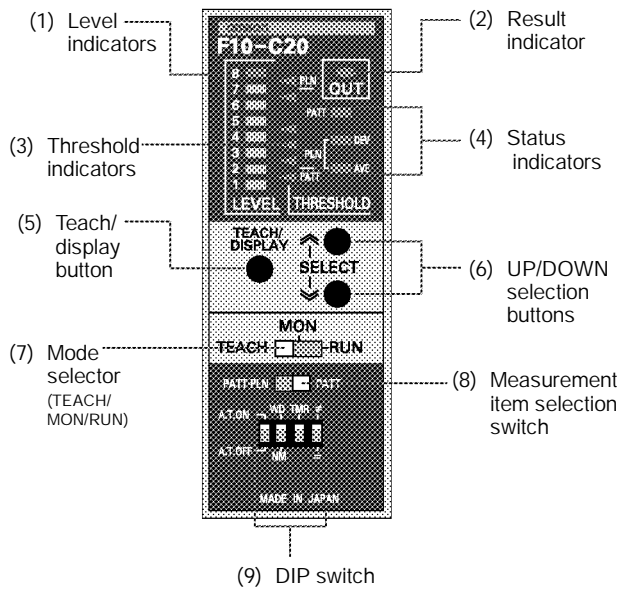 (1) Level indicators
(2) Result indicator
(3) Threshold indicators
(4) Status indicators
(5) Teach/ display button
(6) UP/DOWN selection buttons
(7) Mode selector (TEACH/ MON/RUN)
(8) Measurement item selection switch
(9) DIP switch
F10-C20
8
7
6
5
4
3
2
1
LEVEL
PLN
OUT
PATT
DEV
PLN
AVE
PATT
THRESHOLD
TEACH/
DISPLAY
SELECT
MON
TEACH
RUN
PATT·PLN
PATT
A.T.ON
WD
TMR
≠
A.T.OFF
NM
=
MADE IN JAPAN